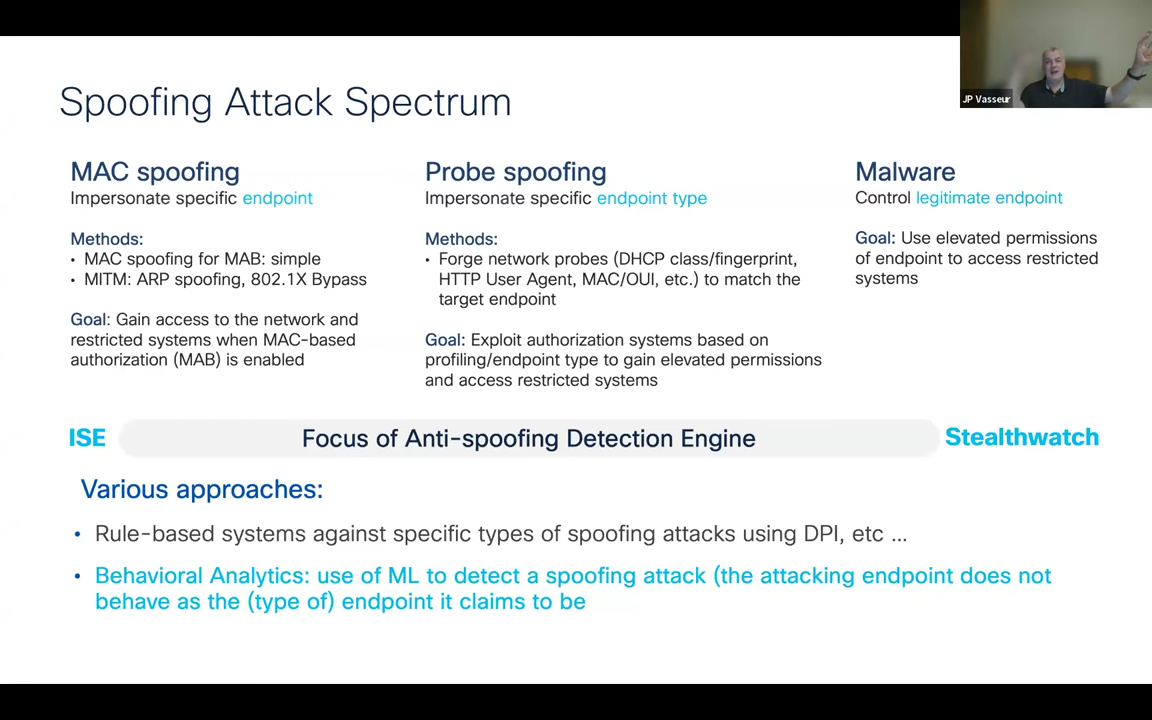 JP Vasseur
Spoofing Attack Spectrum
MAC spoofing
Impersonate specific endpoint
Methods:
• MAC spoofing for MAB: simple
• MITM: ARP spoofing, 802.1X Bypass
Goal: Gain access to the network and
restricted systems when MAC-based
authorization (MAB) is enabled
Probe spoofing
Impersonate specific endpoint type
Methods:
• Forge network probes (DHCP class/fingerprint,
HTTP User Agent, MAC/OUI, etc.) to match the
target endpoint
Goal: Exploit authorization systems based on
profiling/endpoint type to gain elevated permissions
and access restricted systems
Malware
Control legitimate endpoint
Goal: Use elevated permissions
of endpoint to access restricted
systems
ISE
Focus of Anti-spoofing Detection Engine
Stealthwatch
Various approaches:
• Rule-based systems against specific types of spoofing attacks using DPI, etc ...
• Behavioral Analytics: use of ML to detect a spoofing attack (the attacking endpoint does not
behave as the (type of) endpoint it claims to be